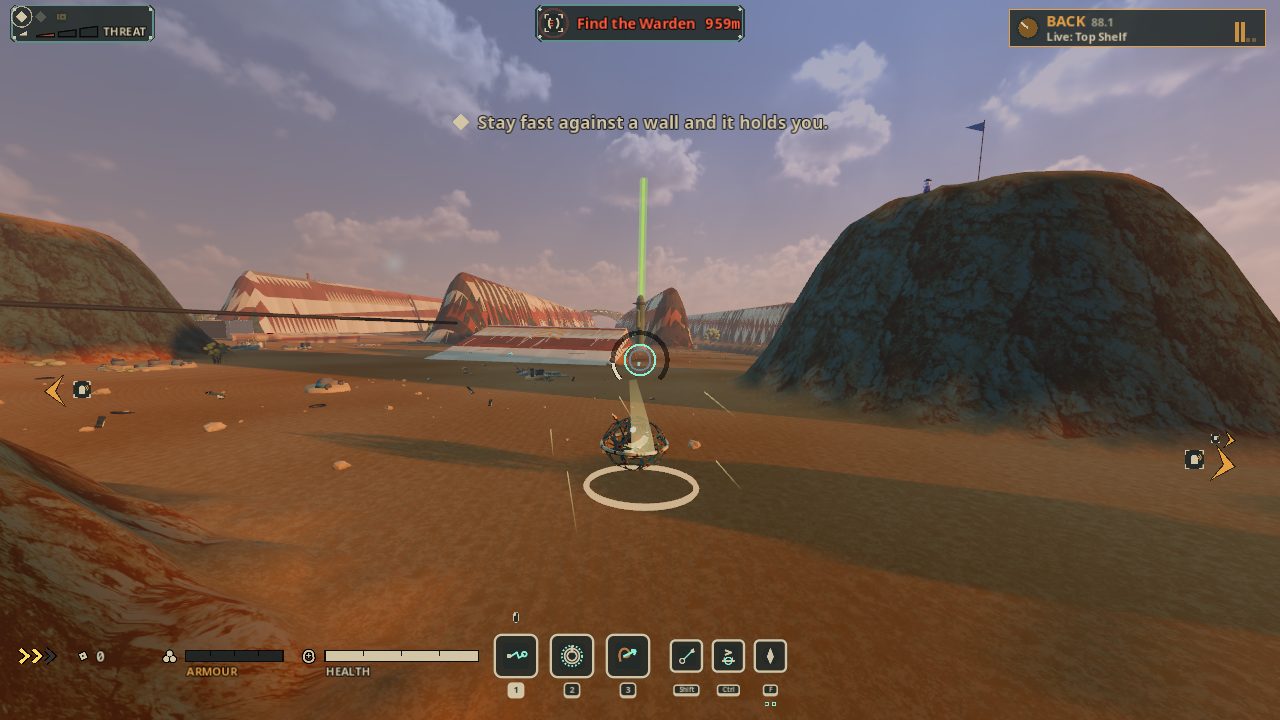 THREAT
Find the Warden 959m
BACK 88.1
Live: Top Shelf
Stay fast against a wall and it holds you.
0
ARMOUR
HEALTH
1
2
3
Shift
Ctrl
F